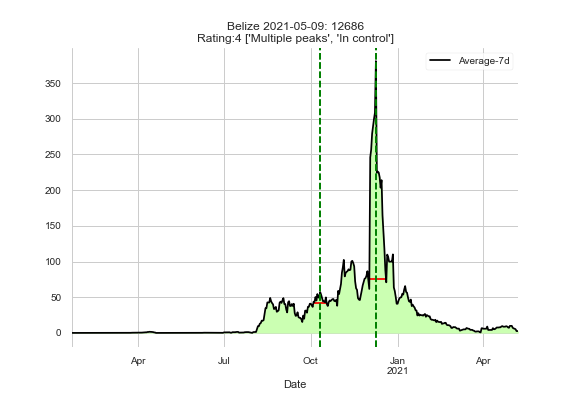 Belize 2021-05-09: 12686
Rating:4 ['Multiple peaks', 'In control']
Average-7d
350
300
250
200
150
100
50
0
Apr
Jul
Oct
Jan
2021
Apr
Date